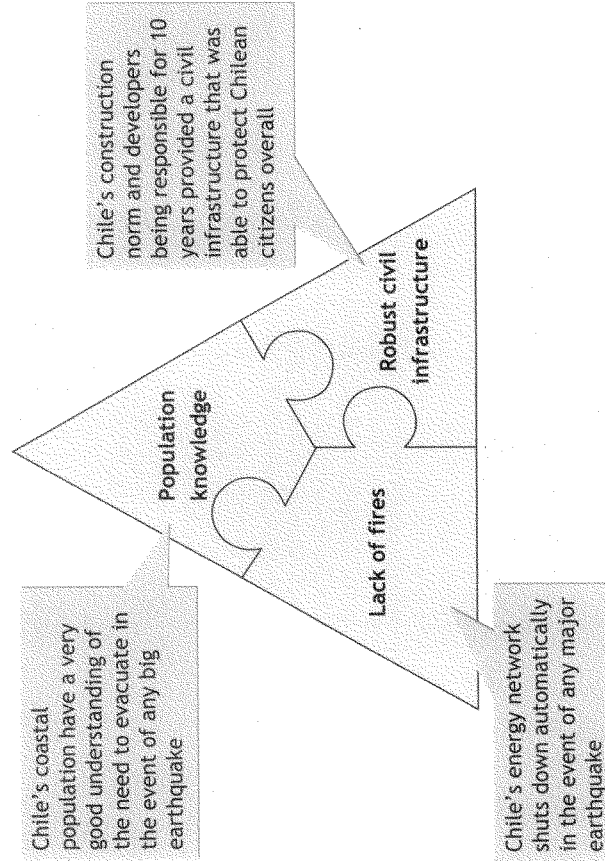 Chile's coastal
population have a very
good understanding of
the need to evacuate in
the event of any big
earthquake
Population
knowledge
Chile's construction
norm and developers
being responsible for 10
years provided a civil
infrastructure that was
able to protect Chilean
citizens overall
Lack of fires
Robust civil
infrastructure
Chile's energy network
shuts down automatically
in the event of any major
earthquake